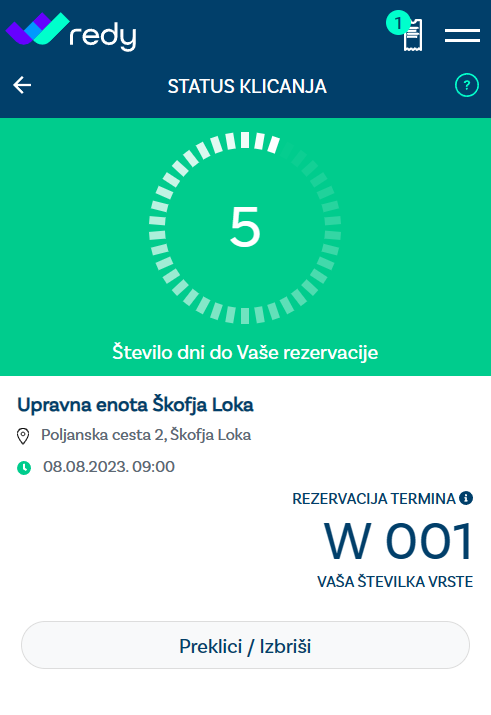 redy
1
STATUS KLICANJA
?
5
Število dni do Vaše rezervacije
Upravna enota Škofja Loka
Poljanska cesta 2, Škofja Loka
08.08.2023. 09:00
REZERVACIJA TERMINA
W 001
VAŠA ŠTEVILKA VRSTE
Preklici / Izbriši